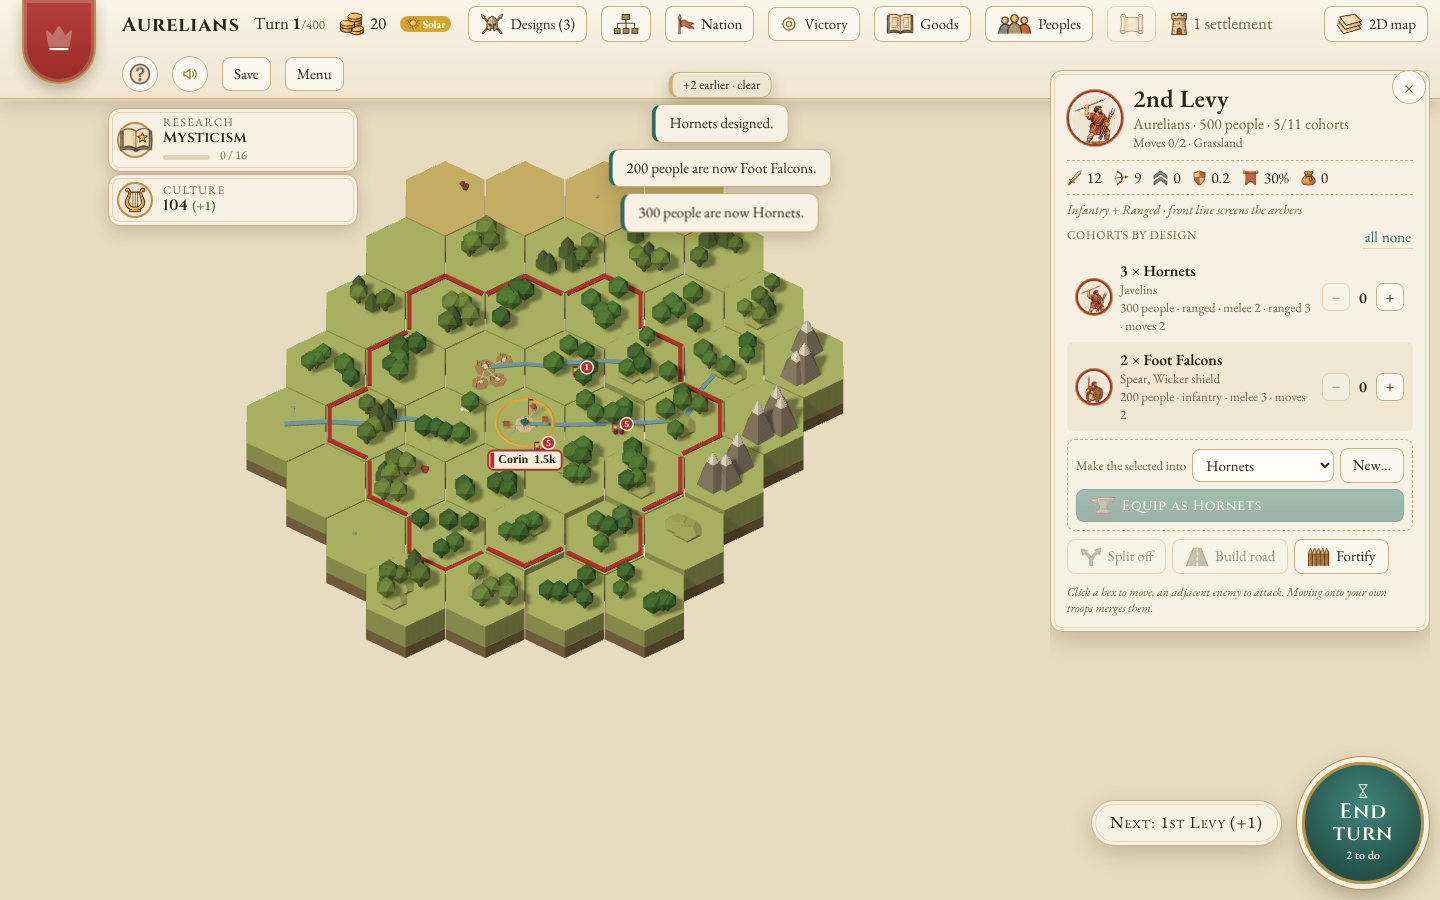 AURELIANS
Turn 1/400
20
Solar
Designs (3)
Nation
Victory
Goods
Peoples
1 settlement
2D map
?
Save
Menu
RESEARCH
MYSTICISM
0 / 16
CULTURE
104 (+1)
+2 earlier · clear
Hornets designed.
200 people are now Foot Falcons.
300 people are now Hornets.
1
5
5
Corin 1.5k
×
2nd Levy
Aurelians · 500 people · 5/11 cohorts
Moves 0/2 · Grassland
12 9 0 0.2 30% 0
Infantry + Ranged · front line screens the archers
COHORTS BY DESIGN
all none
3 × Hornets
Javelins
300 people · ranged · melee 2 · ranged 3
· moves 2
− 0 +
2 × Foot Falcons
Spear, Wicker shield
200 people · infantry · melee 3 · moves
2
− 0 +
Make the selected into
Hornets
New...
EQUIP AS HORNETS
Split off
Build road
Fortify
Click a hex to move, an adjacent enemy to attack. Moving onto your own
troops merges them.
NEXT: 1ST LEVY (+1)
END
TURN
2 to do